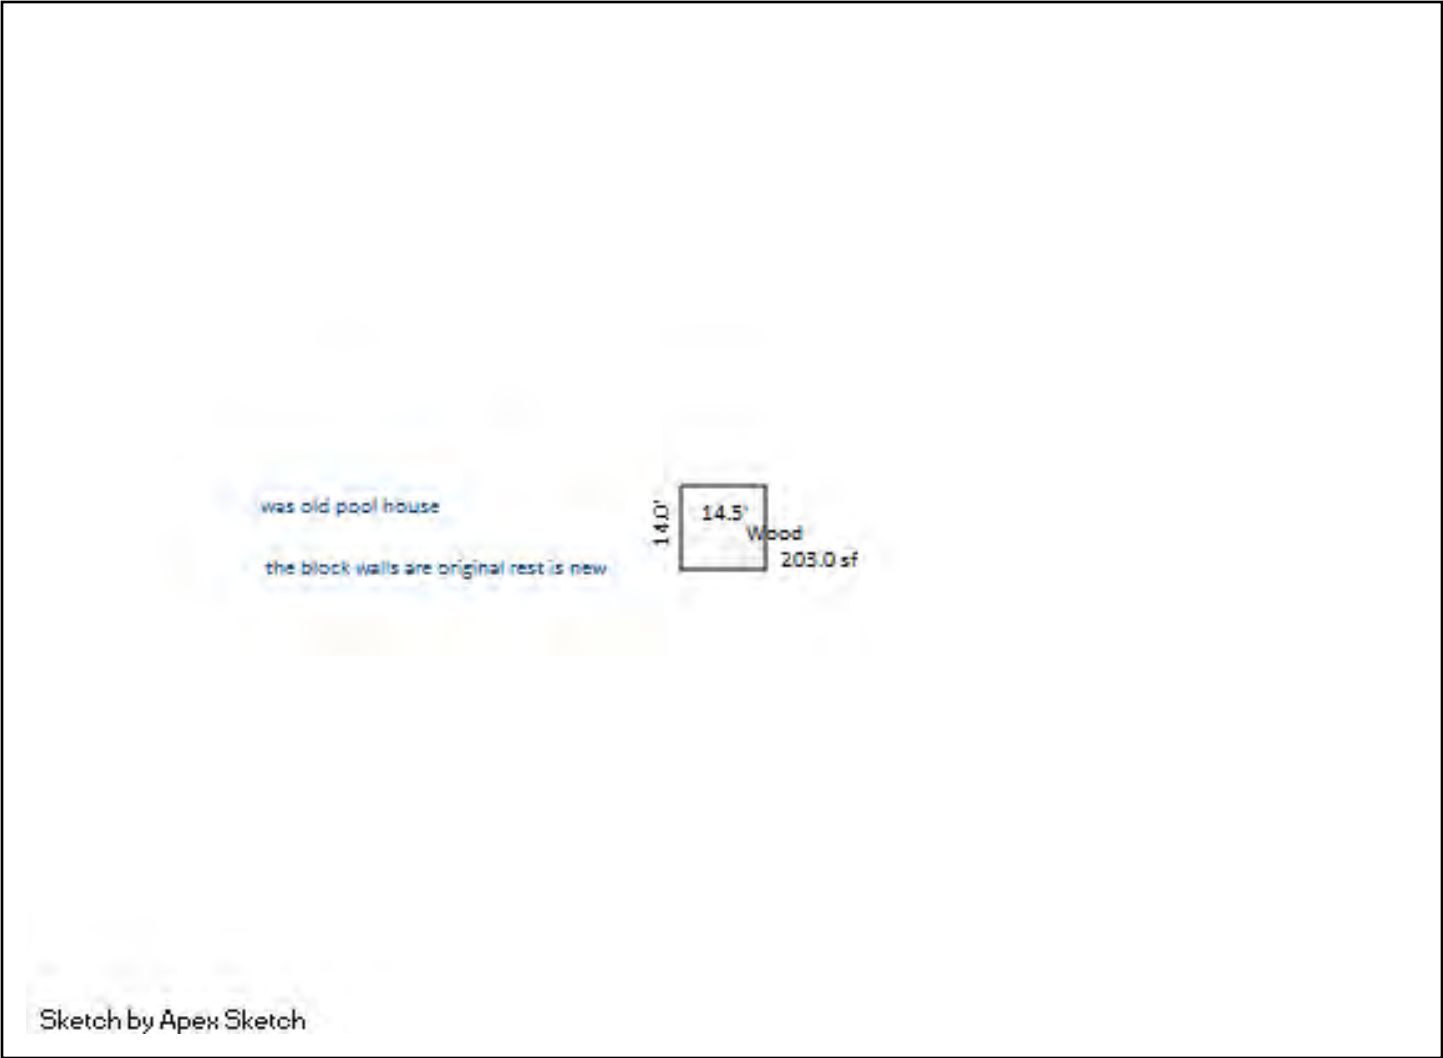 was old pool house
14.0'
14.5'
Wood
203.0 sf
the block walls are original rest is new
Sketch by Apex Sketch